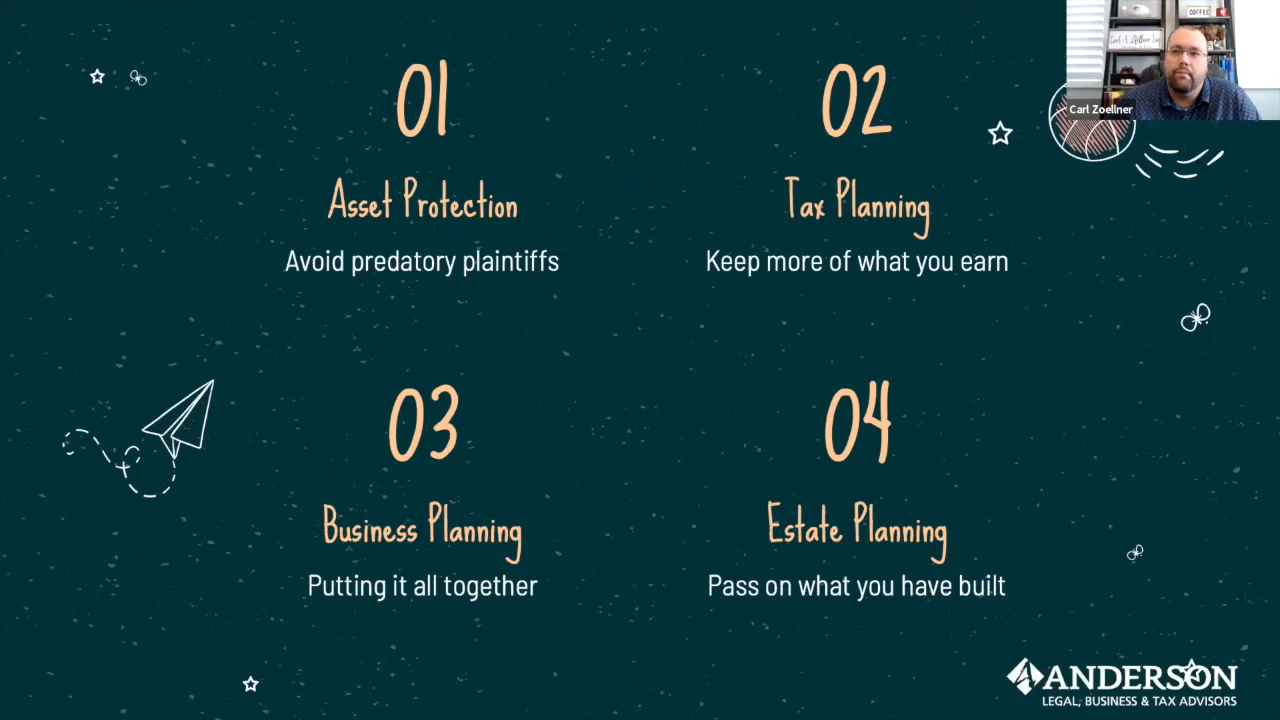 01
Asset Protection
Avoid predatory plaintiffs
02
Tax Planning
Keep more of what you earn
COFFEE
Carl Zoellner
03
Business Planning
Putting it all together
04
Estate Planning
Pass on what you have built
ANDERSON
LEGAL, BUSINESS & TAX ADVISORS